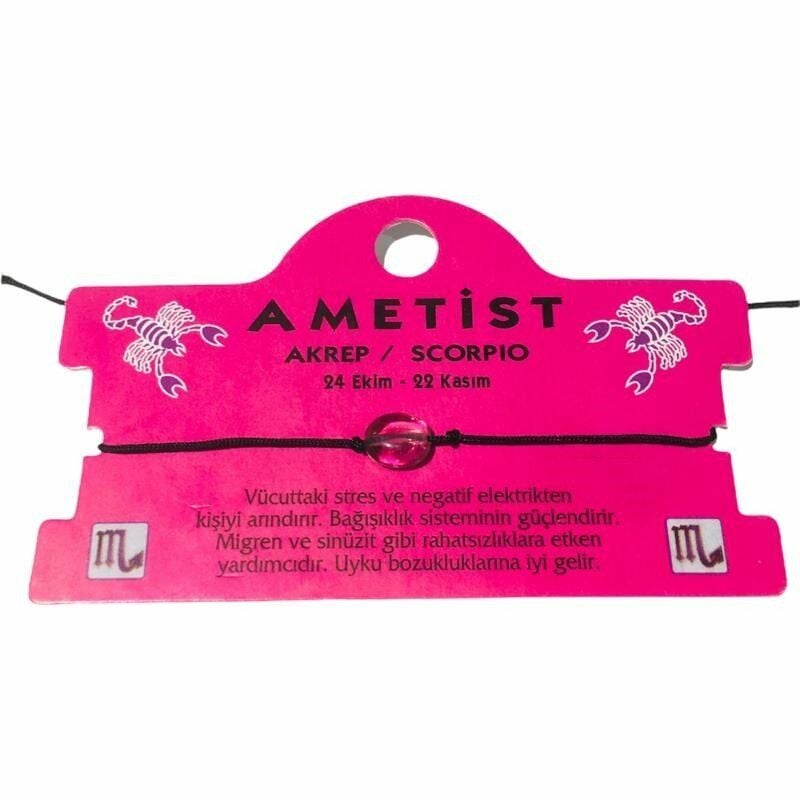 AMETİST
AKREP / SCORPIO
24 Ekim - 22 Kasım
Vücuttaki stres ve negatif elektrikten
kişiyi arındırır. Bağışıklık sisteminin güçlendirir.
Migren ve sinüzit gibi rahatsızlıklara etken
yardımcıdır. Uyku bozukluklarına iyi gelir.